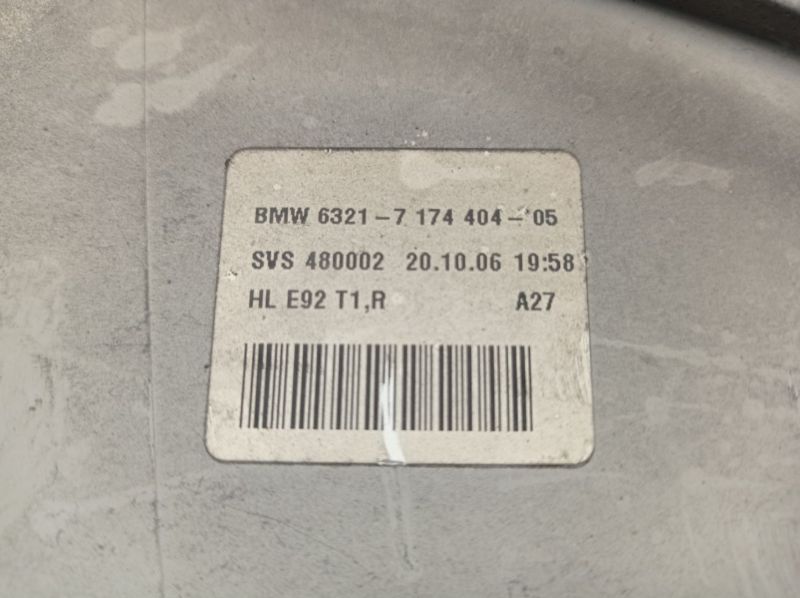 BMW 6321-7 174 404-05
SVS 480002 20.10.06 19:58
HL E92 T1,R A27